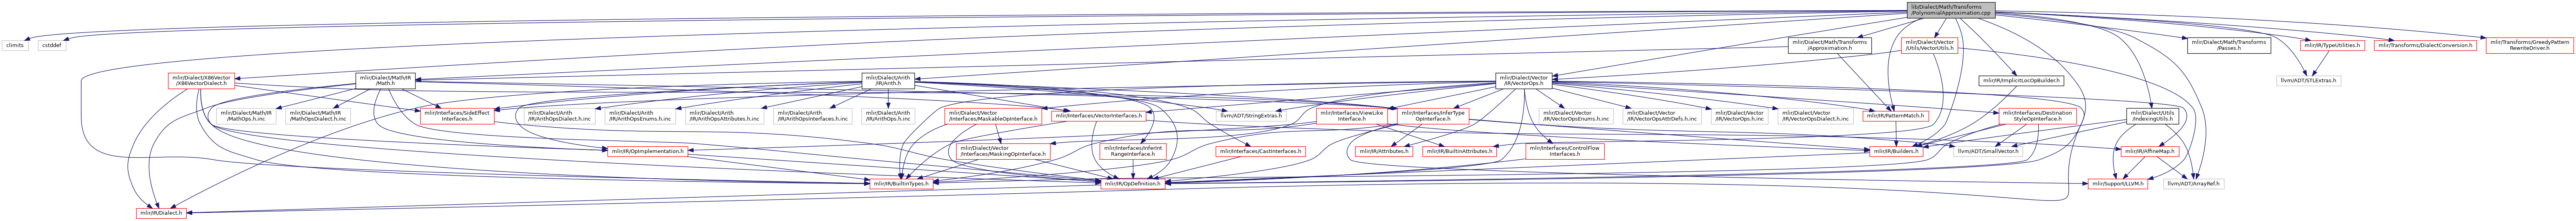 lib/Dialect/Math/Transforms
/PolynomialApproximation.cpp
climits
cstddef
mlir/Dialect/Math/Transforms
/Approximation.h
mlir/Dialect/Vector
/Utils/VectorUtils.h
mlir/Dialect/Math/Transforms
/Passes.h
mlir/IR/TypeUtilities.h
mlir/Transforms/DialectConversion.h
mlir/Transforms/GreedyPattern
RewriteDriver.h
mlir/Dialect/X86Vector
/X86VectorDialect.h
mlir/Dialect/Math/IR
/Math.h
mlir/Dialect/Arith
/IR/Arith.h
mlir/Dialect/Vector
/IR/VectorOps.h
mlir/IR/ImplicitLocOpBuilder.h
llvm/ADT/STLExtras.h
mlir/Dialect/Math/IR
/MathOps.h.inc
mlir/Dialect/Math/IR
/MathOpsDialect.h.inc
mlir/Interfaces/SideEffect
Interfaces.h
mlir/Dialect/Arith
/IR/ArithOpsDialect.h.inc
mlir/Dialect/Arith
/IR/ArithOpsEnums.h.inc
mlir/Dialect/Arith
/IR/ArithOpsAttributes.h.inc
mlir/Dialect/Arith
/IR/ArithOpsInterfaces.h.inc
mlir/Dialect/Arith
/IR/ArithOps.h.inc
mlir/Dialect/Vector
/Interfaces/MaskableOpInterface.h
mlir/Interfaces/VectorInterfaces.h
llvm/ADT/StringExtras.h
mlir/Interfaces/ViewLike
Interface.h
mlir/Interfaces/InferType
OpInterface.h
mlir/Dialect/Vector
/IR/VectorOpsEnums.h.inc
mlir/Dialect/Vector
/IR/VectorOpsAttrDefs.h.inc
mlir/Dialect/Vector
/IR/VectorOps.h.inc
mlir/Dialect/Vector
/IR/VectorOpsDialect.h.inc
mlir/IR/PatternMatch.h
mlir/Interfaces/Destination
StyleOpInterface.h
mlir/Dialect/Utils
/IndexingUtils.h
mlir/IR/OpImplementation.h
mlir/Dialect/Vector
/Interfaces/MaskingOpInterface.h
mlir/Interfaces/InferInt
RangeInterface.h
mlir/Interfaces/CastInterfaces.h
mlir/IR/Attributes.h
mlir/IR/BuiltinAttributes.h
mlir/Interfaces/ControlFlow
Interfaces.h
mlir/IR/Builders.h
llvm/ADT/SmallVector.h
mlir/IR/AffineMap.h
mlir/IR/BuiltinTypes.h
mlir/IR/OpDefinition.h
mlir/Support/LLVM.h
llvm/ADT/ArrayRef.h
mlir/IR/Dialect.h